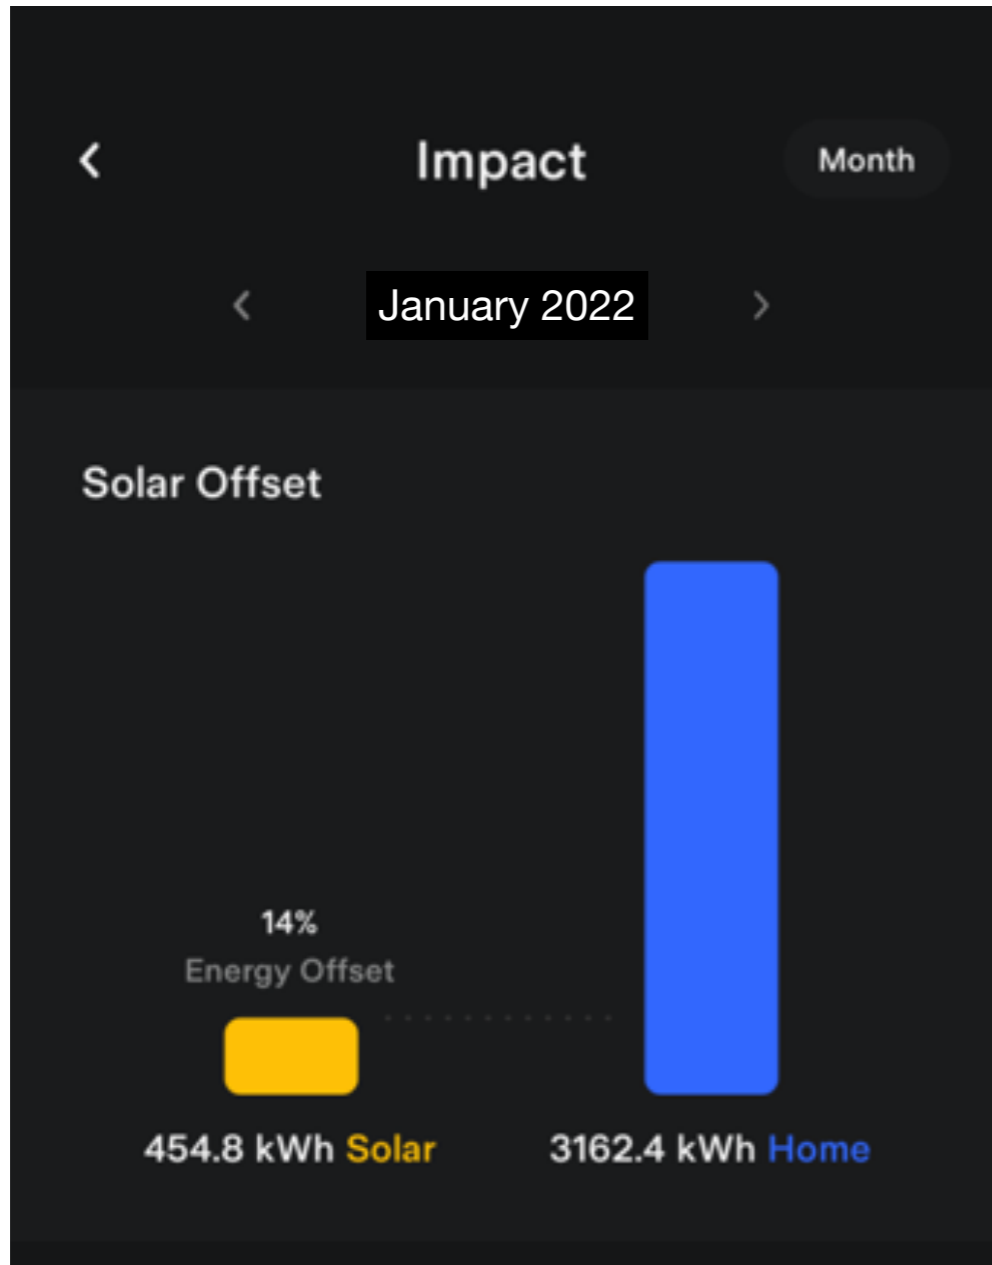 Impact
Month
January 2022
Solar Offset
14%
Energy Offset
454.8 kWh Solar
3162.4 kWh Home